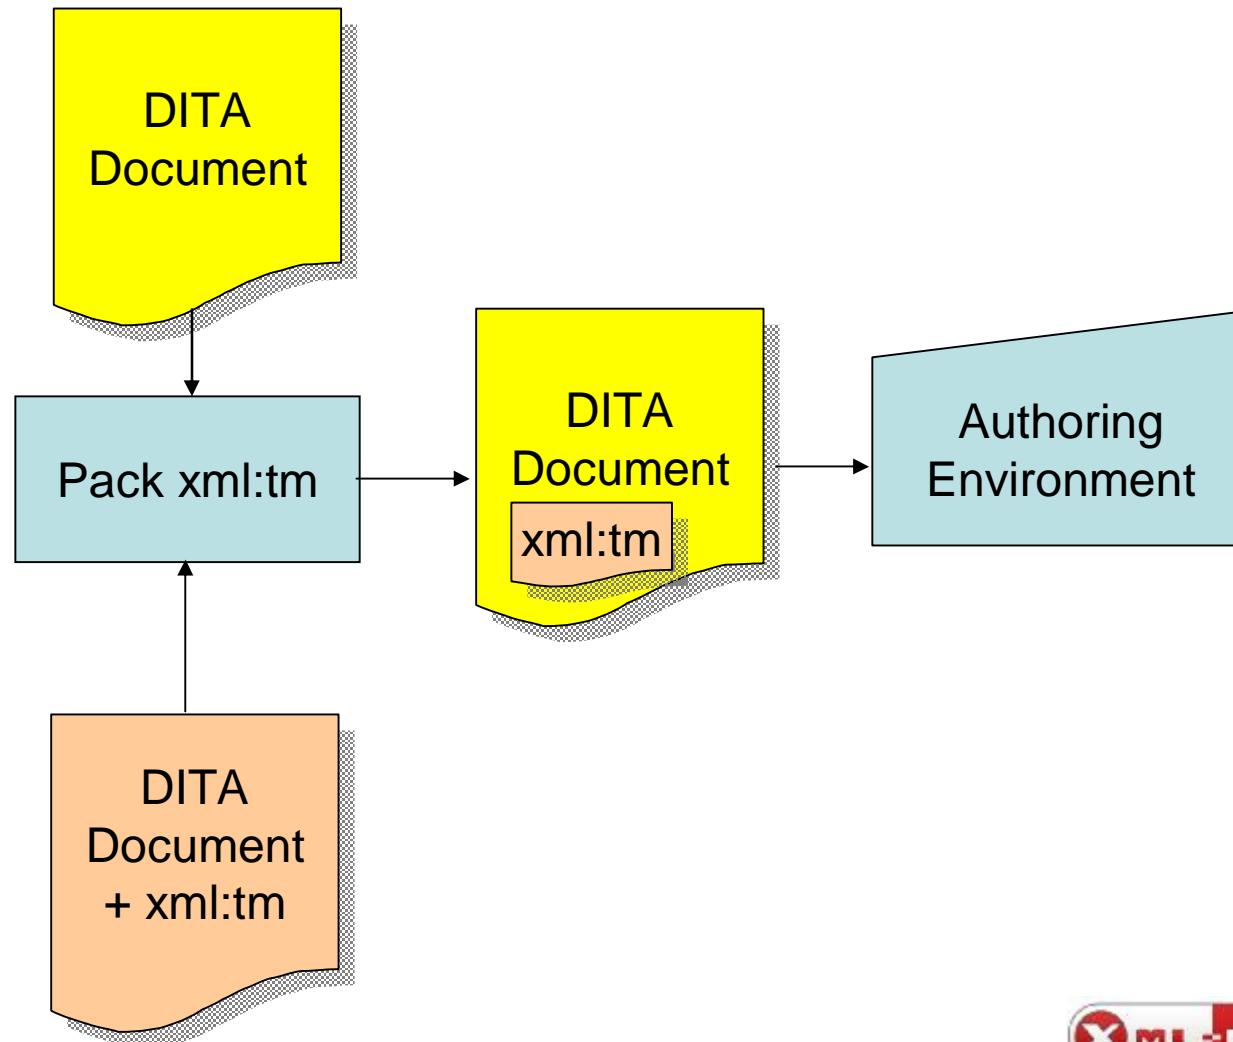 DITA
Document
Pack xml:tm
DITA
Document
xml:tm
Authoring
Environment
DITA
Document
+ xml:tm